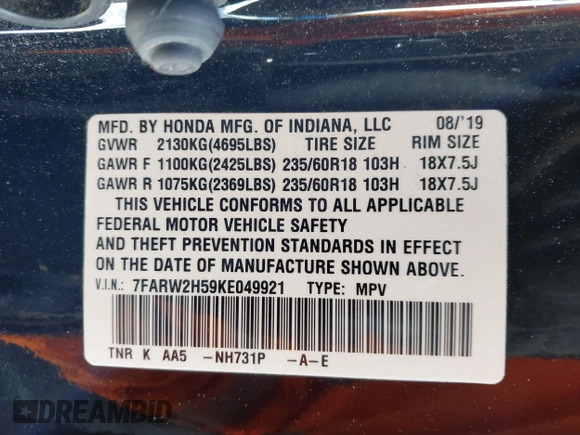 MFD. BY HONDA MFG. OF INDIANA, LLC 08/'19
GVWR 2130KG(4695LBS) TIRE SIZE RIM SIZE
GAWR F 1100KG(2425LBS) 235/60R18 103H 18X7.5J
GAWR R 1075KG(2369LBS) 235/60R18 103H 18X7.5J
THIS VEHICLE CONFORMS TO ALL APPLICABLE
FEDERAL MOTOR VEHICLE SAFETY
AND THEFT PREVENTION STANDARDS IN EFFECT
ON THE DATE OF MANUFACTURE SHOWN ABOVE.
V.I.N.: 7FARW2H59KE049921 TYPE: MPV
TNR K AA5 -NH731P -A-E
DREAMBID